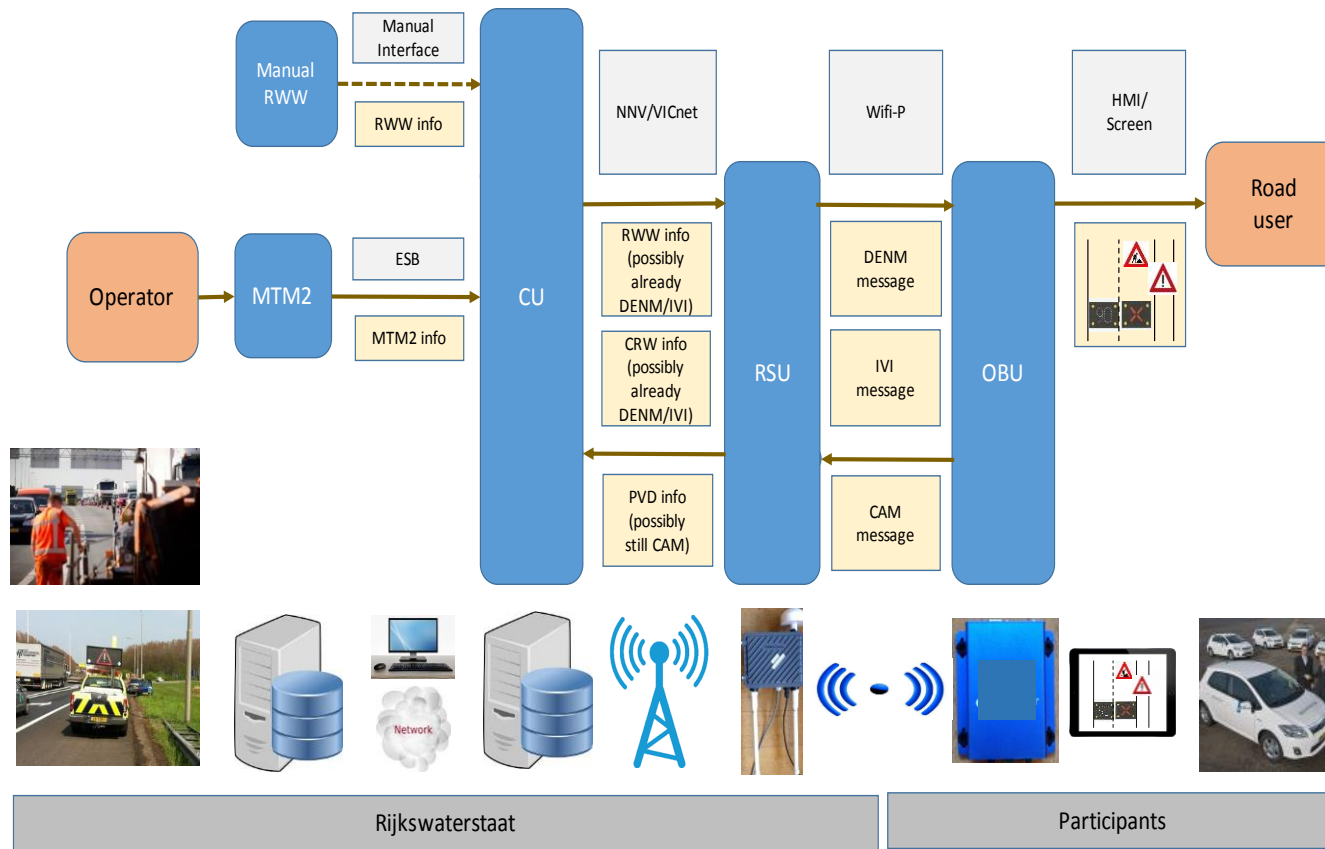 Manual
Interface
Manual
RWW
RWW info
NNV/VICnet
Wifi-P
HMI/
Screen
Road
user
Operator
MTM2
ESB
MTM2 info
CU
RWW info
(possibly
already
DENM/IVI)
CRW info
(possibly
already
DENM/IVI)
PVD info
(possibly
still CAM)
RSU
DENM
message
IVI
message
CAM
message
OBU
90
Network
Rijkswaterstaat
Participants